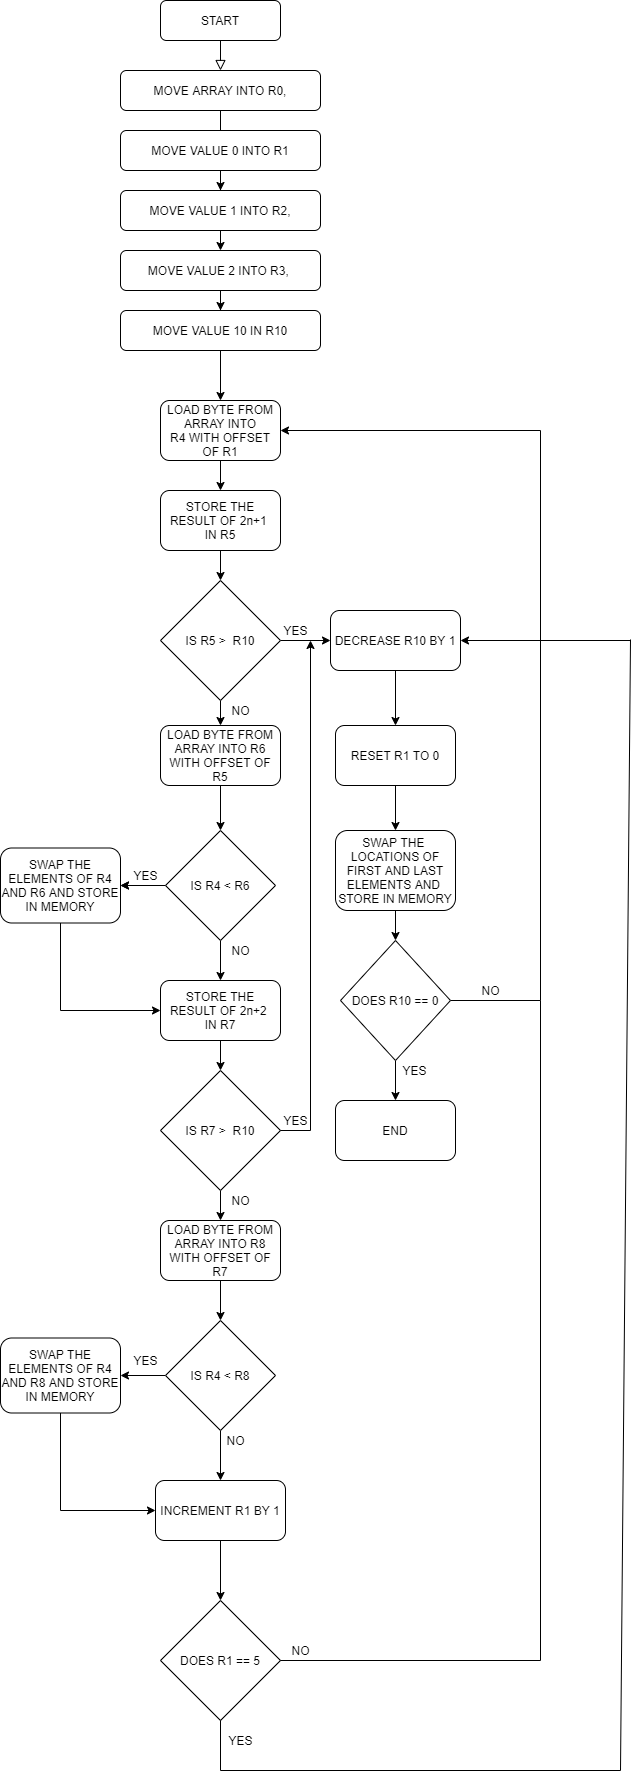 START
MOVE ARRAY INTO R0,
MOVE VALUE 0 INTO R1
MOVE VALUE 1 INTO R2,
MOVE VALUE 2 INTO R3,
MOVE VALUE 10 IN R10
LOAD BYTE FROM
ARRAY INTO
R4 WITH OFFSET
OF R1
STORE THE
RESULT OF 2n+1
IN R5
IS R5 > R10
YES
DECREASE R10 BY 1
NO
LOAD BYTE FROM
ARRAY INTO R6
WITH OFFSET OF
R5
RESET R1 TO 0
SWAP THE
LOCATIONS OF
FIRST AND LAST
ELEMENTS AND
STORE IN MEMORY
IS R4 < R6
YES
SWAP THE
ELEMENTS OF R4
AND R6 AND STORE
IN MEMORY
NO
STORE THE
RESULT OF 2n+2
IN R7
DOES R10 == 0
NO
YES
END
IS R7 > R10
YES
NO
LOAD BYTE FROM
ARRAY INTO R8
WITH OFFSET OF
R7
IS R4 < R8
YES
SWAP THE
ELEMENTS OF R4
AND R8 AND STORE
IN MEMORY
NO
INCREMENT R1 BY 1
DOES R1 == 5
NO
YES